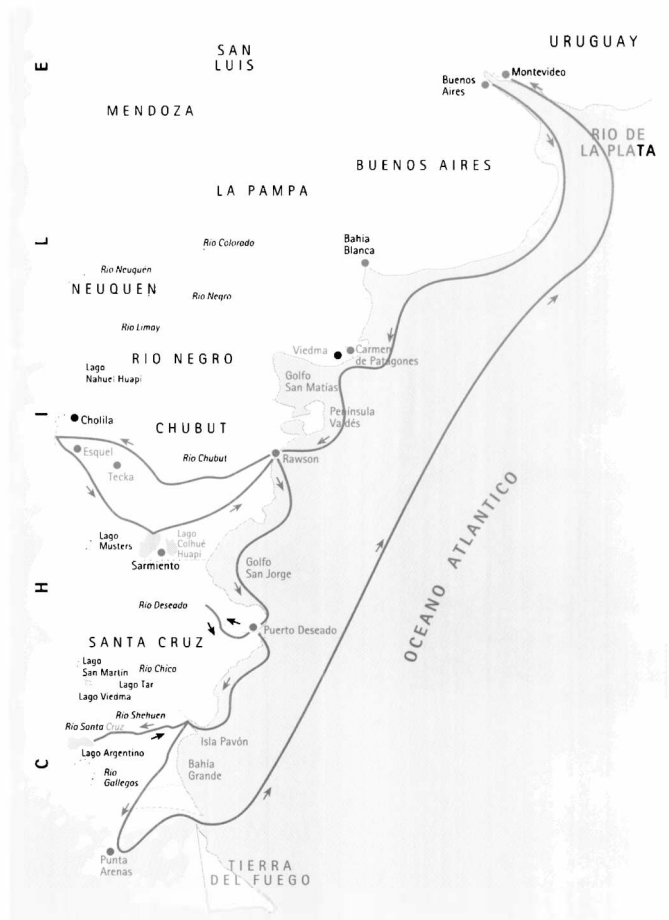 URUGUAY
SAN
LUIS
E
Montevideo
Buenos
Aires
MENDOZA
RIO DE
LA PLATA
BUENOS AIRES
LA PAMPA
L
Rio Colorado
Bahia
Blanca
Rio Neuquen
NEUQUEN
Rio Negro
Rio Limay
Viedma
Carmen
de Patagones
RIO NEGRO
Lago
Nahuel Huapi
Golfo
San Matías
I
Cholila
Península
Valdés
CHUBUT
Esquel
Tecka
Rio Chubut
Rawson
OCEANO ATLANTICO
Lago
Musters
Lago
Colhué
Huapi
Sarmiento
Golfo
San Jorge
H
Rio Deseado
Puerto Deseado
SANTA CRUZ
Lago
San Martin
Rio Chico
Lago Tar
Lago Viedma
Rio Shehuen
Rio Santa Cruz
Isla Pavón
Lago Argentino
Bahía
Grande
C
Rio
Gallegos
Punta
Arenas
TIERRA
DEL FUEGO